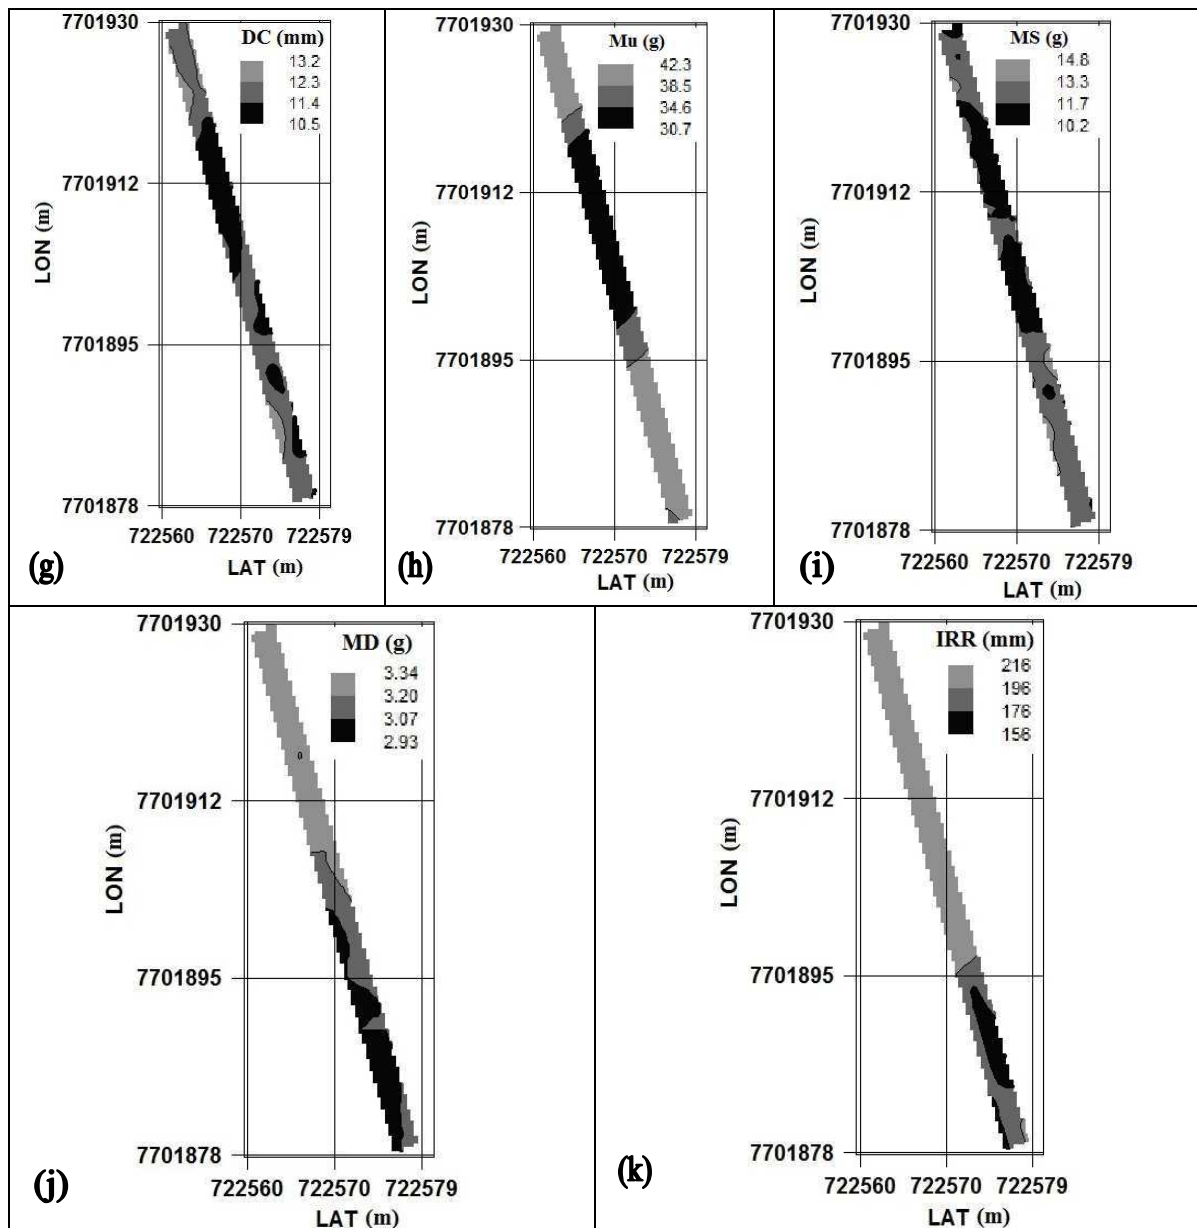 DC (mm)
13.2
12.3
11.4
10.5
7701930
7701912
7701895
7701878
LON (m)
722560 722570 722579
LAT (m)
(g)
Mu (g)
42.3
38.5
34.6
30.7
7701930
7701912
7701895
7701878
LON (m)
722560 722570 722579
LAT (m)
(h)
MS (g)
14.8
13.3
11.7
10.2
7701930
7701912
7701895
7701878
LON (m)
722560 722570 722579
LAT (m)
(i)
MD (g)
3.34
3.20
3.07
2.93
7701930
7701912
7701895
7701878
LON (m)
722560 722570 722579
LAT (m)
(j)
IRR (mm)
216
196
176
156
7701930
7701912
7701895
7701878
LON (m)
722560 722570 722579
LAT (m)
(k)